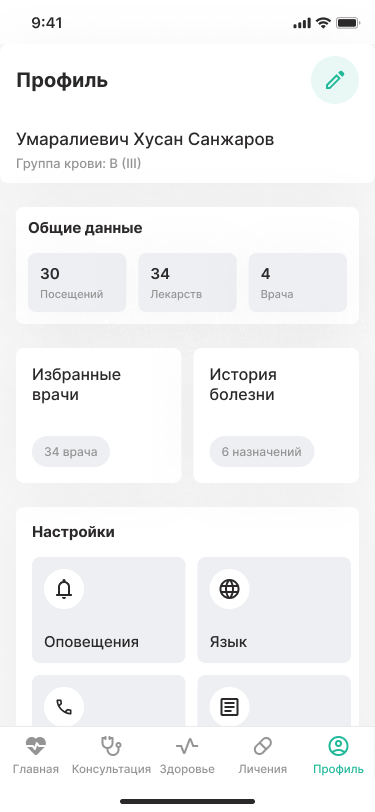 9:41
Профиль
Умаралиевич Хусан Санжаров
Группа крови: B (III)
Общие данные
30 34 4
Посещений Лекарств Врача
Избранные врачи
История болезни
34 врача 6 назначений
Настройки
Оповещения Язык
Главная Консультация Здоровье Личения Профиль